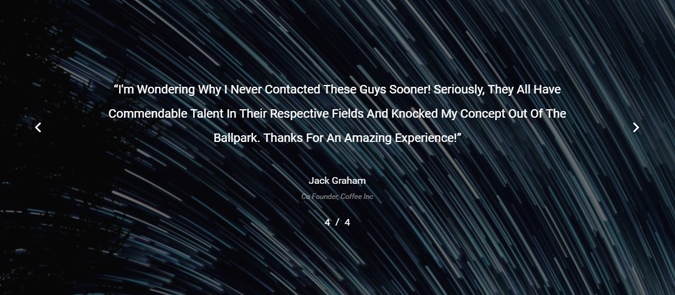 “I'm Wondering Why I Never Contacted These Guys Sooner! Seriously, They All Have
Commendable Talent In Their Respective Fields And Knocked My Concept Out Of The
Ballpark. Thanks For An Amazing Experience!”
Jack Graham
Co Founder, Coffee Inc
4 / 4